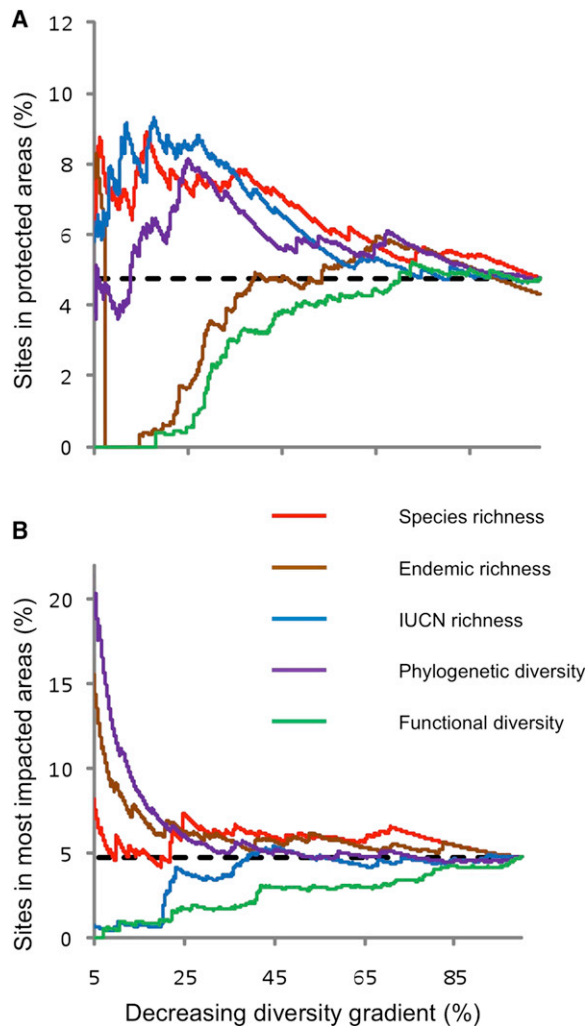 A
12
10
8
6
4
2
0
Sites in protected areas (%)
B
Species richness
Endemic richness
IUCN richness
Phylogenetic diversity
Functional diversity
20
15
10
5
0
Sites in most impacted areas (%)
5 25 45 65 85
Decreasing diversity gradient (%)